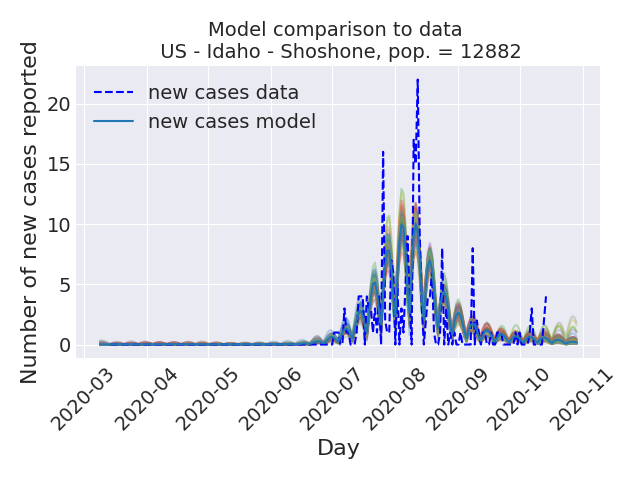 Model comparison to data
US - Idaho - Shoshone, pop. = 12882
Number of new cases reported
20
15
10
5
0
new cases data
new cases model
2020-03
2020-04
2020-05
2020-06
2020-07
2020-08
2020-09
2020-10
2020-11
Day